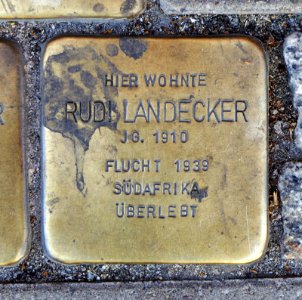 HIER WOHNTE
RUDI LANDECKER
JG. 1910
FLUCHT 1939
SÜDAFRIKA
ÜBERLEBT